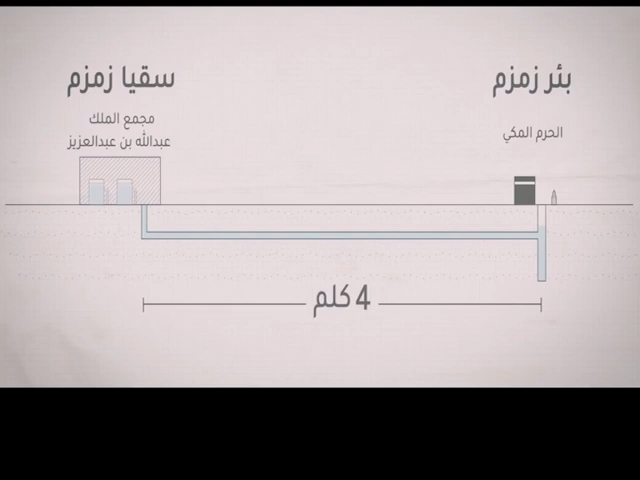 بئر زمزم
الحرم المكي
سقيا زمزم
مجمع الملك
عبدالله بن عبدالعزيز
4 كلم